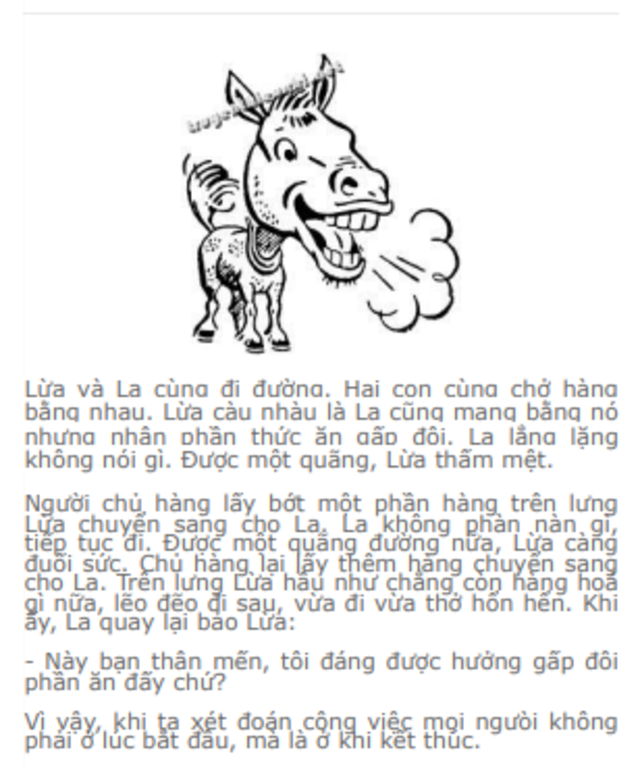 Lừa và La cùng đi đường. Hai con cùng chở hàng
bằng nhau. Lừa càu nhàu là La cũng mang bằng nó
nhưng nhận phần thức ăn gấp đôi. La lẳng lặng
không nói gì. Được một quãng, Lừa thấm mệt.
Người chủ hàng lấy bớt một phần hàng trên lưng
Lừa chuyển sang cho La. La không phàn nàn gì,
tiếp tục đi. Được một quãng đường nữa, Lừa càng
đuối sức. Chủ hàng lại lấy thêm hàng chuyển sang
cho La. Trên lưng Lừa hầu như chẳng còn hàng hoá
gì nữa, lẽo đẽo đi sau, vừa đi vừa thở hổn hển. Khi
ấy, La quay lại bảo Lừa:
- Này bạn thân mến, tôi đáng được hưởng gấp đôi
phần ăn đấy chứ?
Vì vậy, khi ta xét đoán công việc mọi người không
phải ở lúc bắt đầu, mà là ở khi kết thúc.